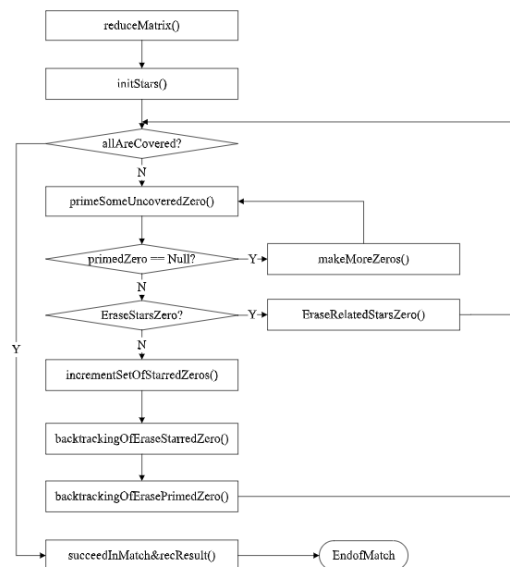 reduceMatrix()
initStars()
allAreCovered?
N
primeSomeUncoveredZero()
primedZero == Null?
Y
makeMoreZeros()
N
EraseStarsZero?
Y
EraseRelatedStarsZero()
Y
N
incrementSetOfStarredZeros()
backtrackingOfEraseStarredZero()
backtrackingOfErasePrimedZero()
succeedInMatch&recResult()
EndofMatch